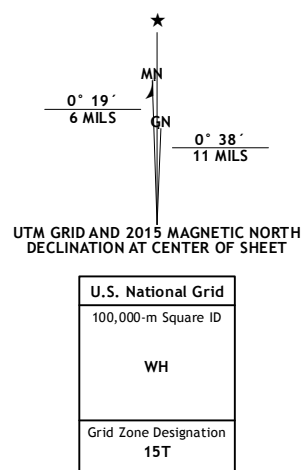 ★
MN
0° 19´
6 MILS
GN
0° 38´
11 MILS
UTM GRID AND 2015 MAGNETIC NORTH
DECLINATION AT CENTER OF SHEET
U.S. National Grid
100,000-m Square ID
WH
Grid Zone Designation
15T